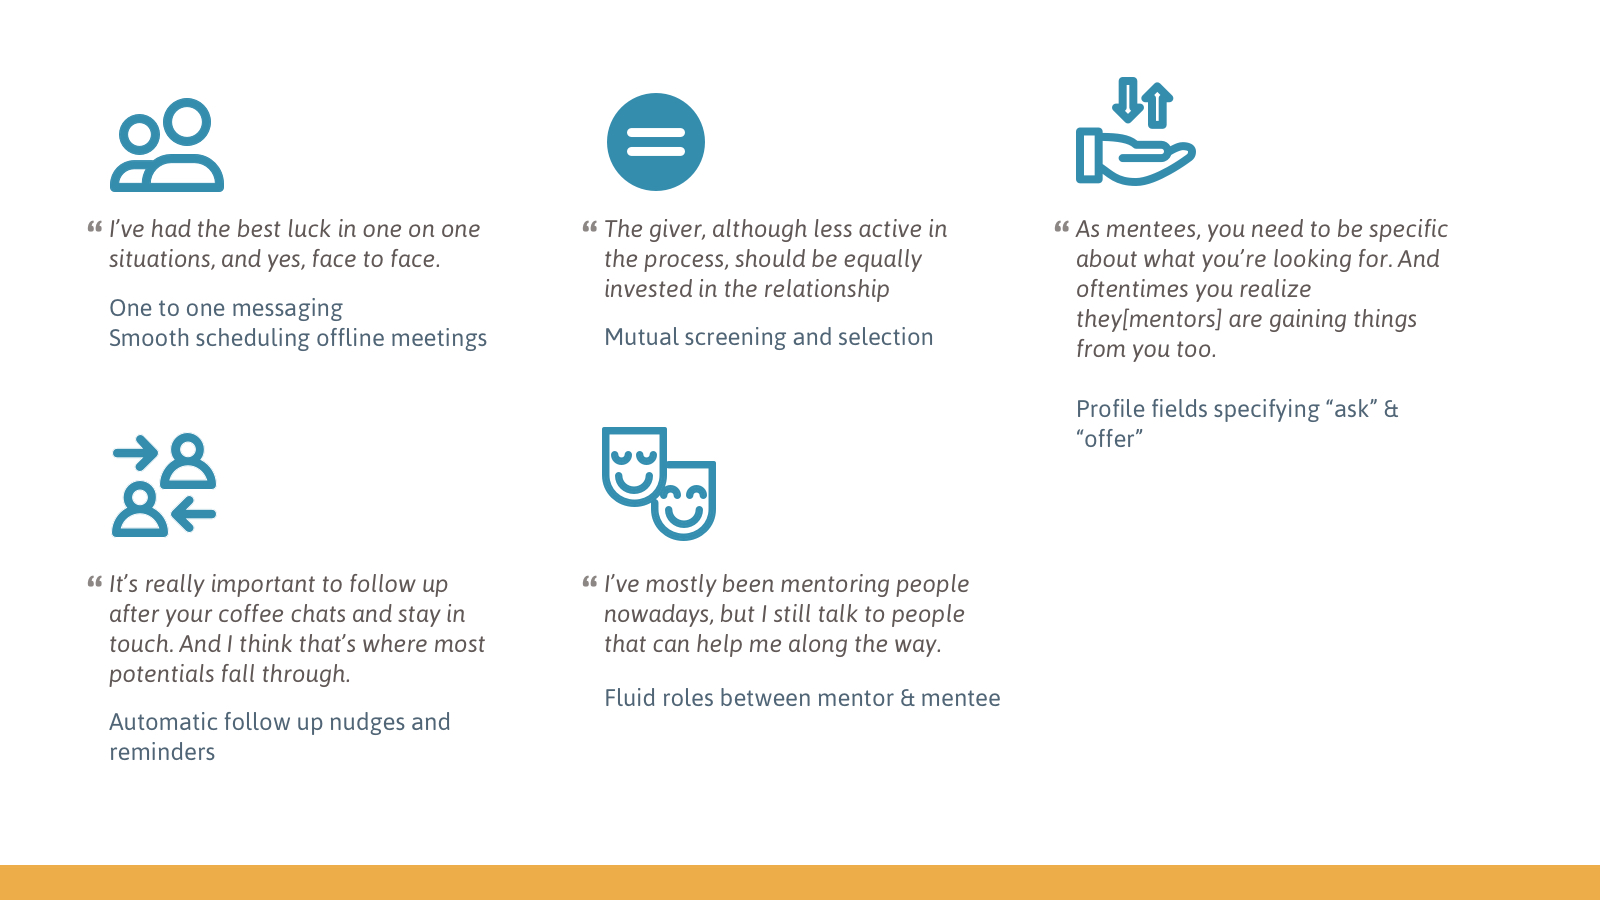 “ I’ve had the best luck in one on one
situations, and yes, face to face.
One to one messaging
Smooth scheduling offline meetings
“ The giver, although less active in
the process, should be equally
invested in the relationship
Mutual screening and selection
“ As mentees, you need to be specific
about what you’re looking for. And
oftentimes you realize
they[mentors] are gaining things
from you too.
Profile fields specifying “ask” &
“offer”
“ It’s really important to follow up
after your coffee chats and stay in
touch. And I think that’s where most
potentials fall through.
Automatic follow up nudges and
reminders
“ I’ve mostly been mentoring people
nowadays, but I still talk to people
that can help me along the way.
Fluid roles between mentor & mentee